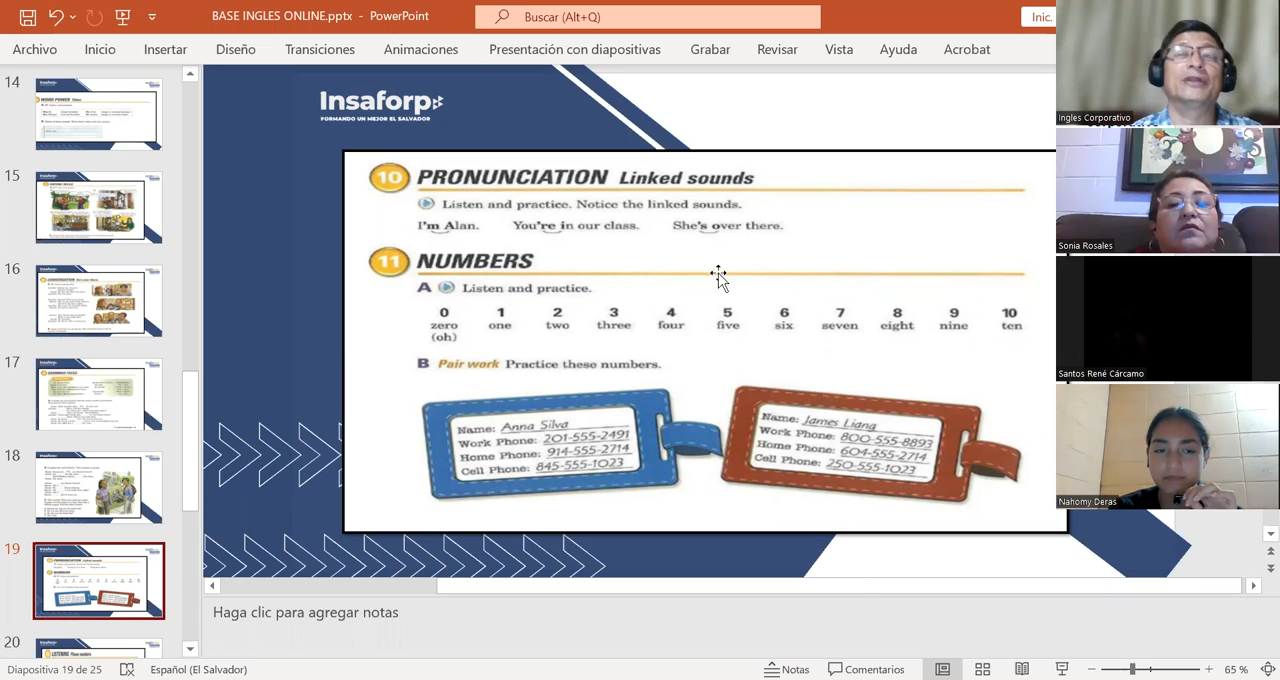 BASE INGLES ONLINE.pptx - PowerPoint
Buscar (Alt+Q)
Inic.
Archivo Inicio Insertar Diseño Transiciones Animaciones Presentación con diapositivas Grabar Revisar Vista Ayuda Acrobat
14
15
16
17
18
19
20
Insaforp
FORMANDO UN MEJOR EL SALVADOR
10 PRONUNCIATION Linked sounds
Listen and practice. Notice the linked sounds.
I'm Alan. You're in our class. She's over there.
11 NUMBERS
A Listen and practice.
0 1 2 3 4 5 6 7 8 9 10
zero one two three four five six seven eight nine ten
(oh)
B Pair work Practice these numbers.
Name: Anna Silva
Work Phone: 201-555-2491
Home Phone: 914-555-2714
Cell Phone: 845-555-1023
Name: James Liang
Work Phone: 800-555-8893
Home Phone: 604-555-2714
Cell Phone: 250-555-1023
Ingles Corporativo
Sonia Rosales
Santos René Cárcamo
Nahomy Deras
Haga clic para agregar notas
Diapositiva 19 de 25 Español (El Salvador) Notas Comentarios 65 %